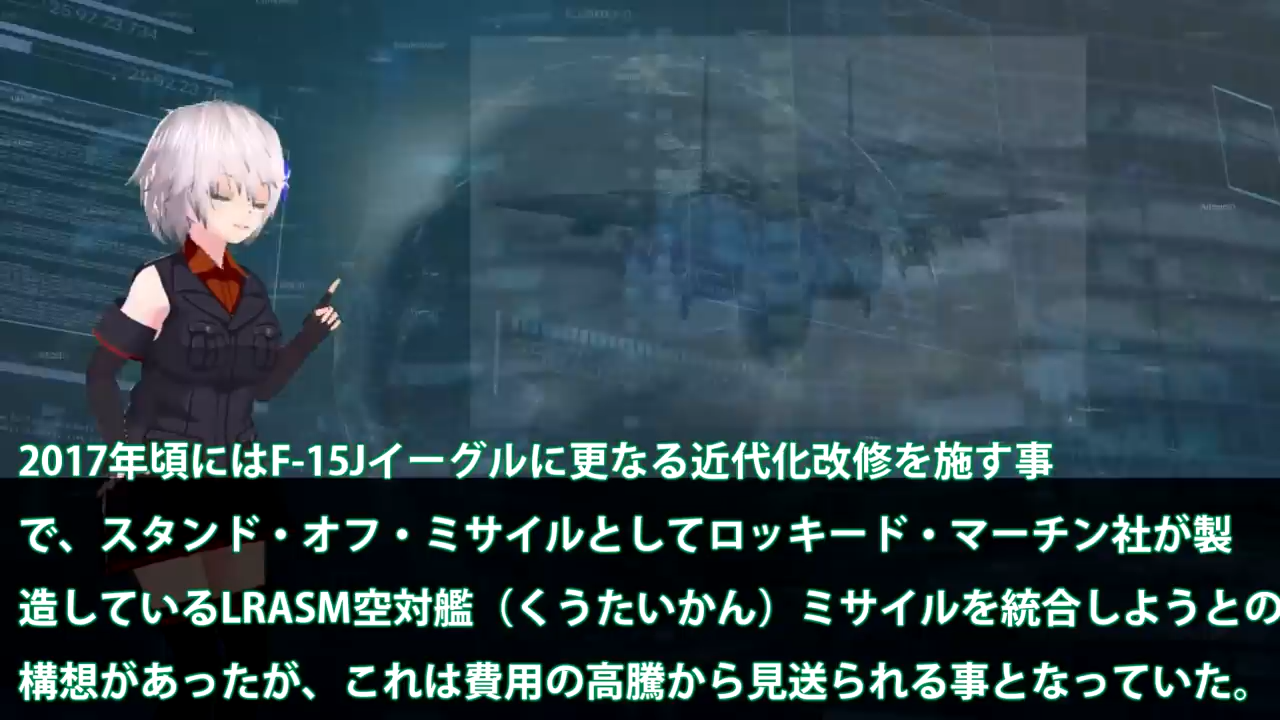 2017年頃にはF-15Jイーグルに更なる近代化改修を施す事
で、スタンド・オフ・ミサイルとしてロッキード・マーチン社が製
造しているLRASM空対艦（くうたいかん）ミサイルを統合しようとの
構想があったが、これは費用の高騰から見送られる事となっていた。